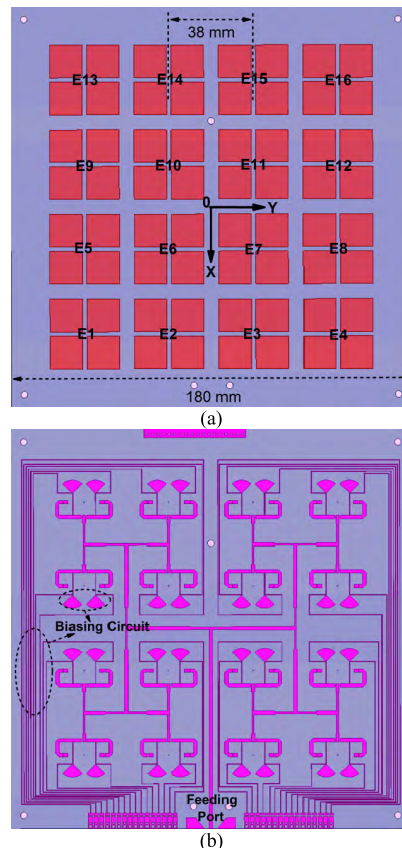 38 mm
E13 E14 E15 E16
E9 E10 E11 E12
0
Y
E5 E6 E7 E8
X
E1 E2 E3 E4
180 mm
(a)
Biasing Circuit
Feeding
Port
(b)